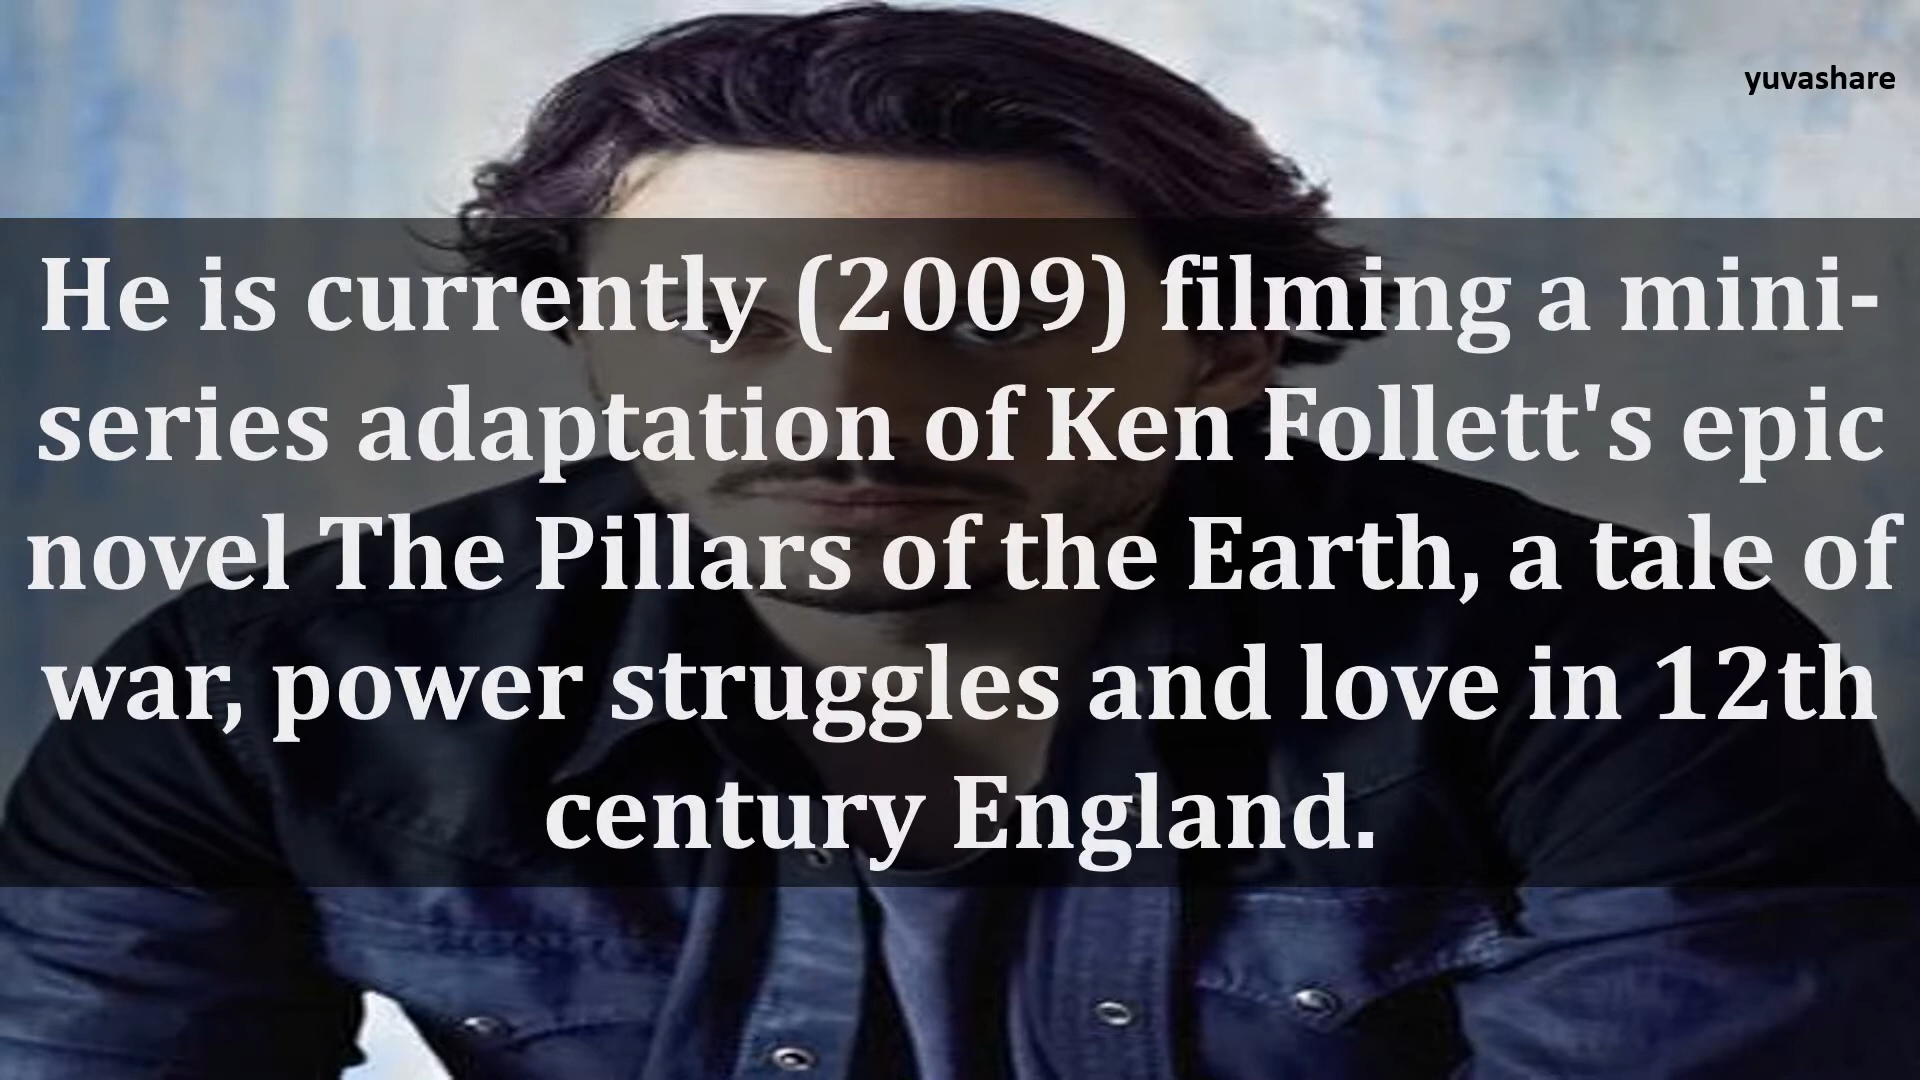 yuvashare
He is currently (2009) filming a mini-
series adaptation of Ken Follett's epic
novel The Pillars of the Earth, a tale of
war, power struggles and love in 12th
century England.